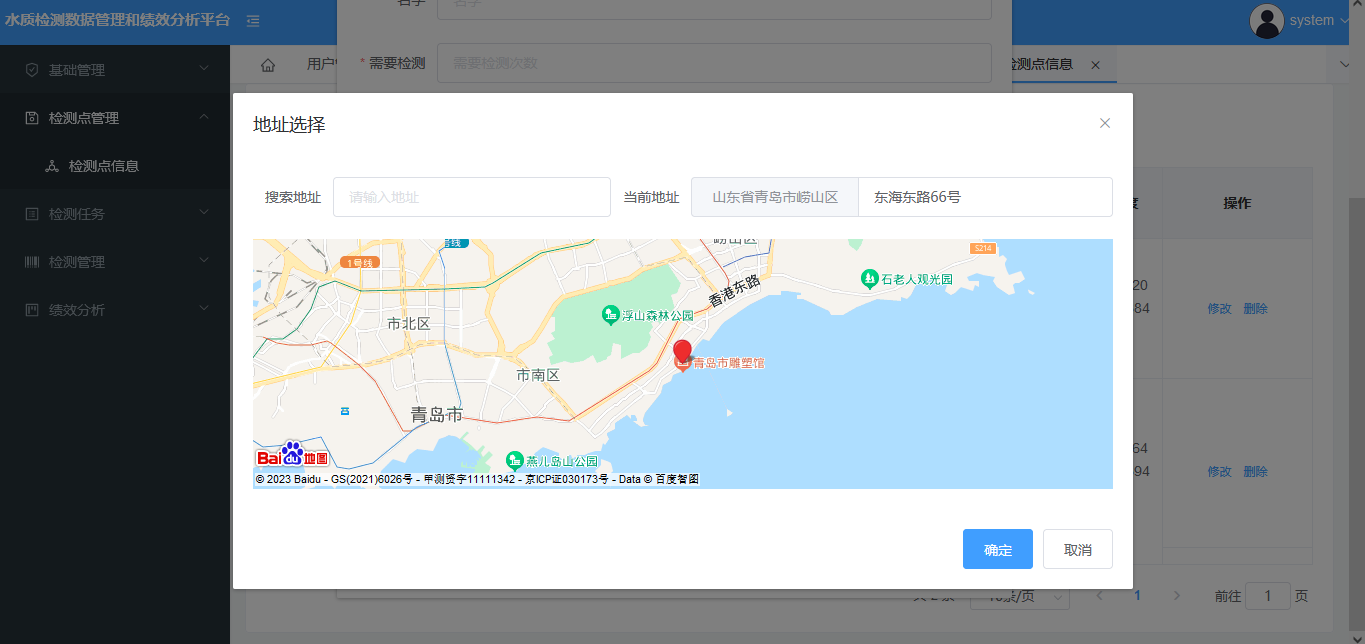 水质检测数据管理和绩效分析平台
system
名字
名字
用户
* 需要检测
需要检测次数
检测点信息
基础管理
检测点管理
检测点信息
检测任务
检测管理
绩效分析
地址选择
搜索地址
请输入地址
当前地址
山东省青岛市崂山区
东海东路66号
度
操作
20
84
修改 删除
64
94
修改 删除
号线
崂山区
S214
1号线
石老人观光园
香港东路
浮山森林公园
市北区
青岛市雕塑馆
市南区
青岛市
Bai du 地图
燕儿岛山公园
© 2023 Baidu - GS(2021)6026号 - 甲测资字11111342 - 京ICP证030173号 - Data © 百度智图
确定
取消
共 2 条
10条/页
1
前往
1
页